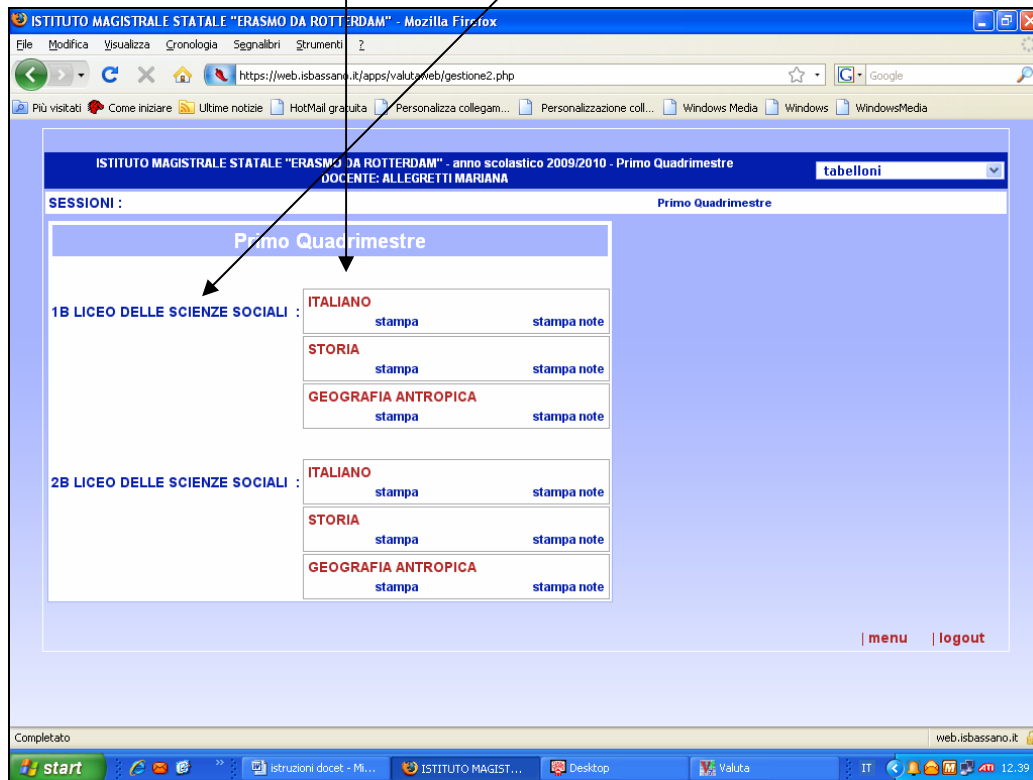 ISTITUTO MAGISTRALE STATALE "ERASMO DA ROTTERDAM" - Mozilla Firefox
File Modifica Visualizza Cronologia Segnalibri Strumenti ?
https://web.isbassano.it/apps/valutaweb/gestione2.php
G Google
Più visitati Come iniziare Ultime notizie HotMail gratuita Personalizza collegam... Personalizzazione coll... Windows Media Windows WindowsMedia
ISTITUTO MAGISTRALE STATALE "ERASMO DA ROTTERDAM" - anno scolastico 2009/2010 - Primo Quadrimestre
DOCENTE: ALLEGRETTI MARIANA
tabelloni
SESSIONI : Primo Quadrimestre
Primo Quadrimestre
1B LICEO DELLE SCIENZE SOCIALI :
ITALIANO
stampa stampa note
STORIA
stampa stampa note
GEOGRAFIA ANTROPICA
stampa stampa note
2B LICEO DELLE SCIENZE SOCIALI :
ITALIANO
stampa stampa note
STORIA
stampa stampa note
GEOGRAFIA ANTROPICA
stampa stampa note
| menu | logout
Completato web.isbassano.it
start istruzioni docet - Mi... ISTITUTO MAGIST... Desktop Valuta IT 12.39